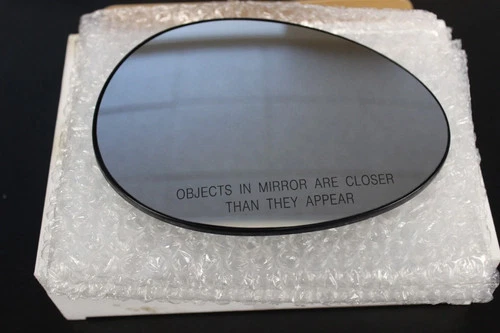 OBJECTS IN MIRROR ARE CLOSER
THAN THEY APPEAR